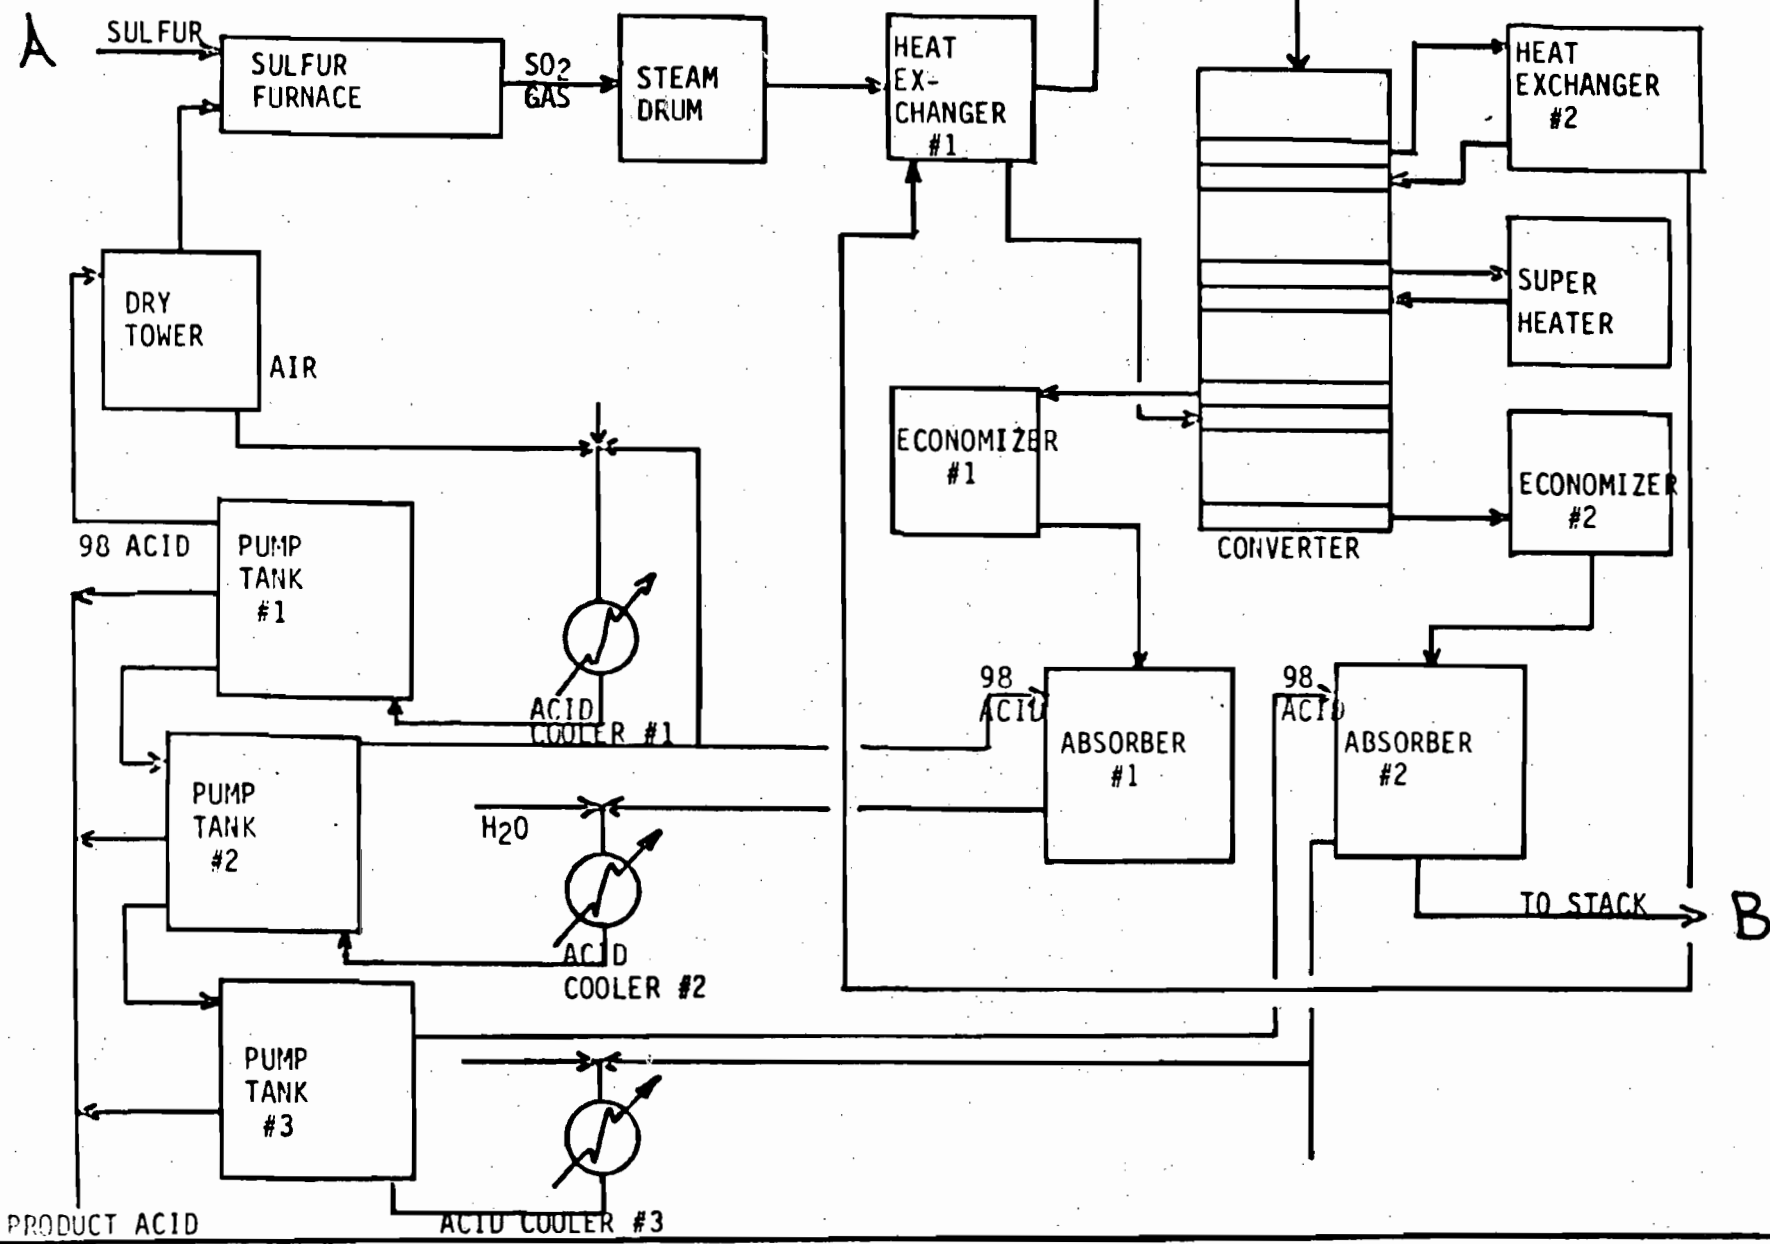 A
SULFUR
SULFUR
FURNACE
SO2
GAS
STEAM
DRUM
HEAT
EX-
CHANGER
#1
HEAT
EXCHANGER
#2
DRY
TOWER
AIR
SUPER
HEATER
ECONOMIZER
#1
ECONOMIZER
#2
CONVERTER
98 ACID
PUMP
TANK
#1
ACID
COOLER #1
98
ACID
ABSORBER
#1
98
ACID
ABSORBER
#2
PUMP
TANK
#2
H2O
ACID
COOLER #2
TO STACK
B
PUMP
TANK
#3
PRODUCT ACID
ACID COOLER #3